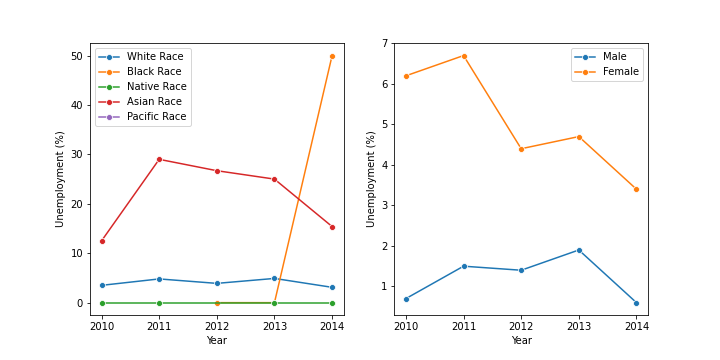 50
40
30
20
10
0
Unemployment (%)
White Race
Black Race
Native Race
Asian Race
Pacific Race
2010 2011 2012 2013 2014
Year
7
6
5
4
3
2
1
Unemployment (%)
Male
Female
2010 2011 2012 2013 2014
Year